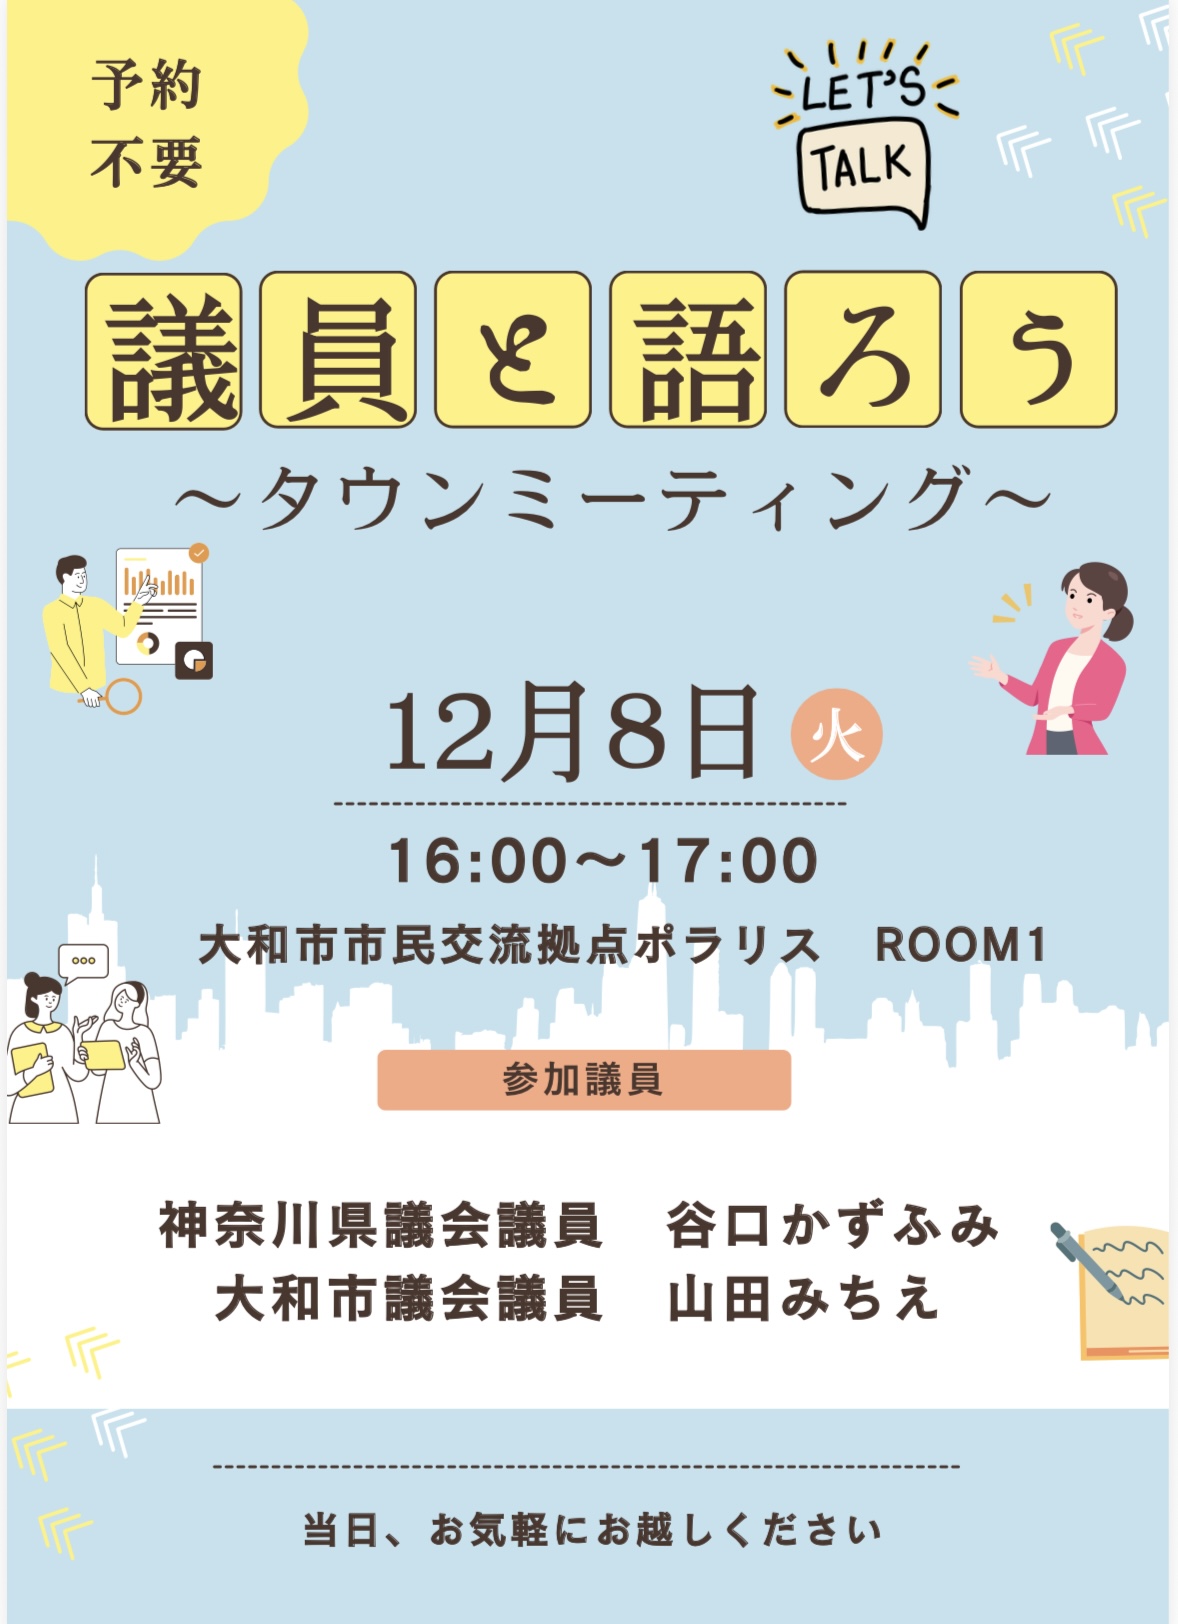 予約
不要
LET'S
TALK
議員と語ろう
～タウンミーティング～
12月8日 火
16:00～17:00
大和市市民交流拠点ポラリス　ROOM1
参加議員
神奈川県議会議員　谷口かずふみ
大和市議会議員　山田みちえ
当日、お気軽にお越しください